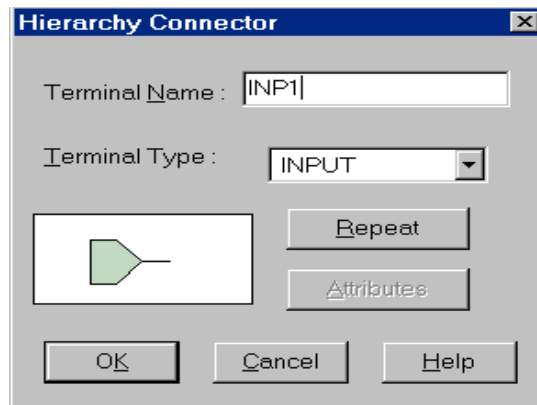 Hierarchy Connector
Terminal Name : INP1
Terminal Type : INPUT
Repeat
Attributes
OK Cancel Help